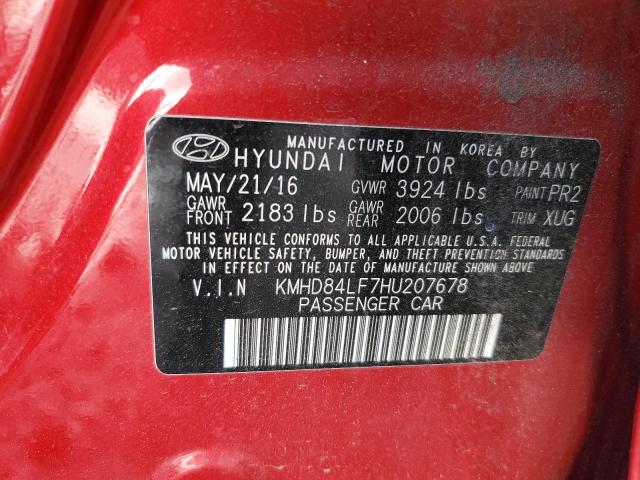 MANUFACTURED IN KOREA BY
HYUNDAI MOTOR COMPANY
MAY/21/16 GVWR 3924 lbs PAINT PR2
GAWR FRONT 2183 lbs GAWR REAR 2006 lbs TRIM XUG
THIS VEHICLE CONFORMS TO ALL APPLICABLE U.S.A. FEDERAL
MOTOR VEHICLE SAFETY, BUMPER, AND THEFT PREVENTION STANDARDS
IN EFFECT ON THE DATE OF MANUFACTURE SHOWN ABOVE
V.I.N KMHD84LF7HU207678
PASSENGER CAR